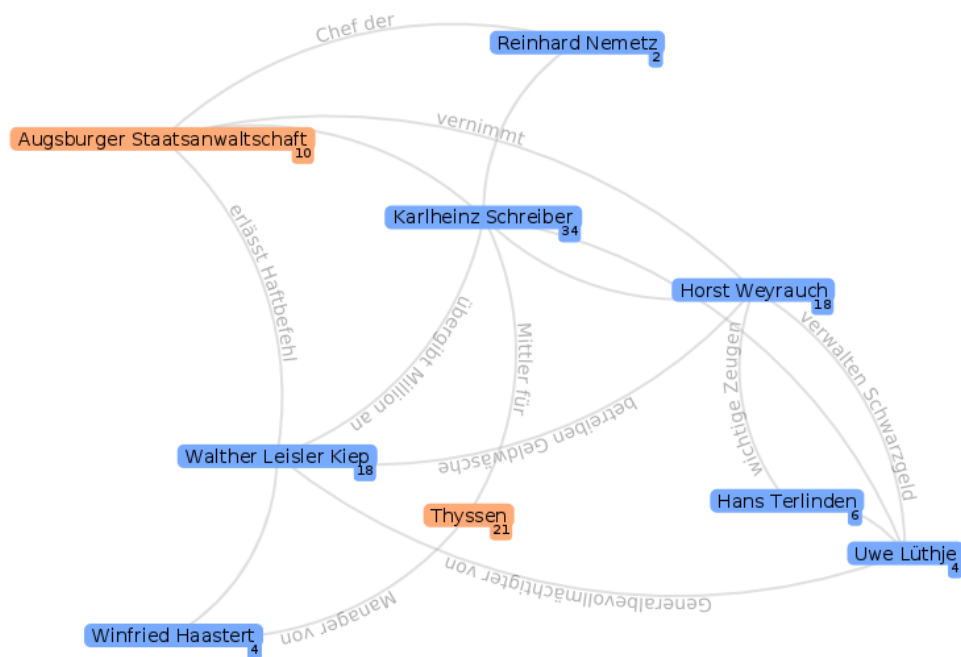 Chef der
Reinhard Nemetz
2
Augsburger Staatsanwaltschaft
10
vernimmt
Karlheinz Schreiber
34
erlässt Haftbefehl
Horst Weyrauch
18
übergibt Million an
Mittler für
wichtige Zeugen
verwalten Schwarzgeld
betreiben Geldwäsche
Walther Leisler Kiep
18
Hans Terlinden
6
Thyssen
21
Uwe Lüthje
4
Generalbevollmächtigter von
Manager von
Winfried Haastert
4